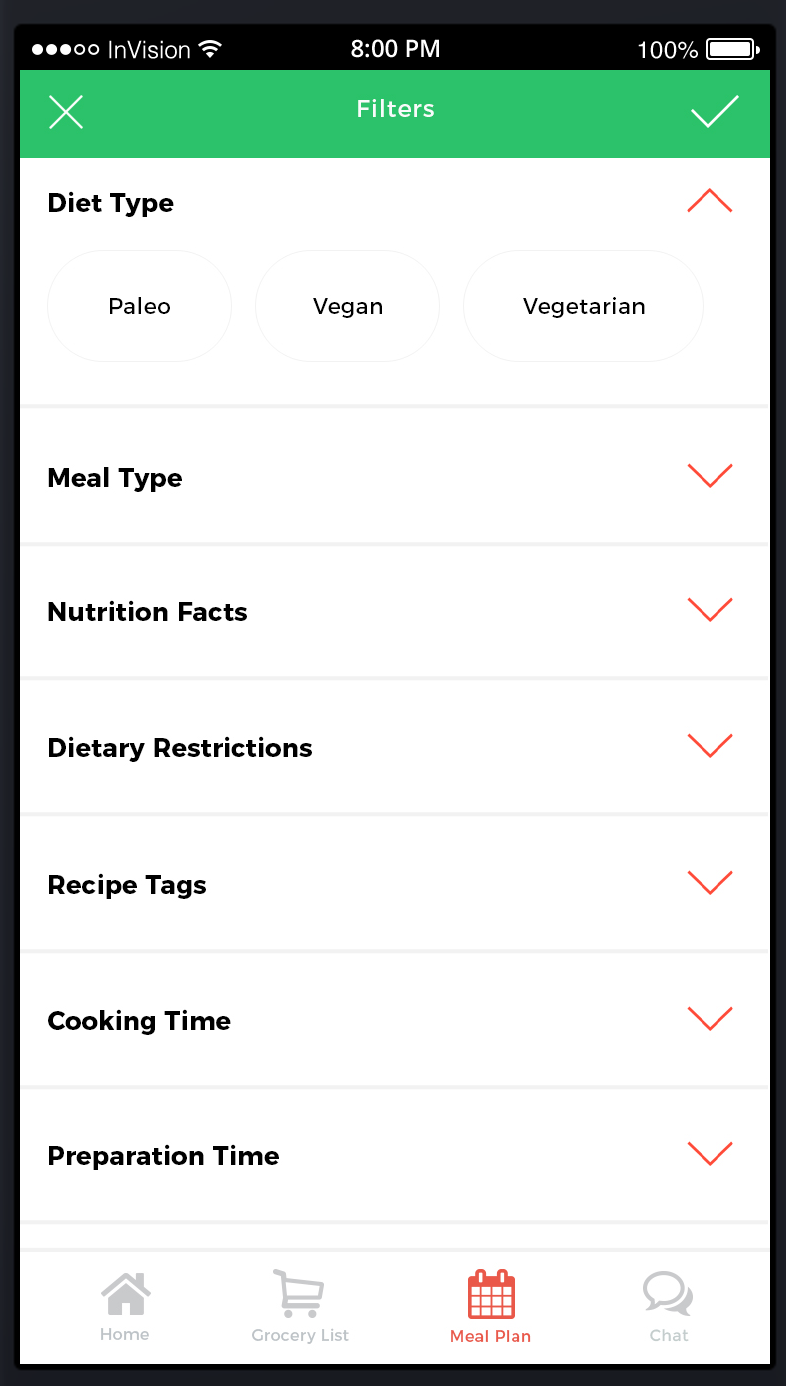 InVision 8:00 PM 100%
Filters
Diet Type
Paleo Vegan Vegetarian
Meal Type
Nutrition Facts
Dietary Restrictions
Recipe Tags
Cooking Time
Preparation Time
Home Grocery List Meal Plan Chat